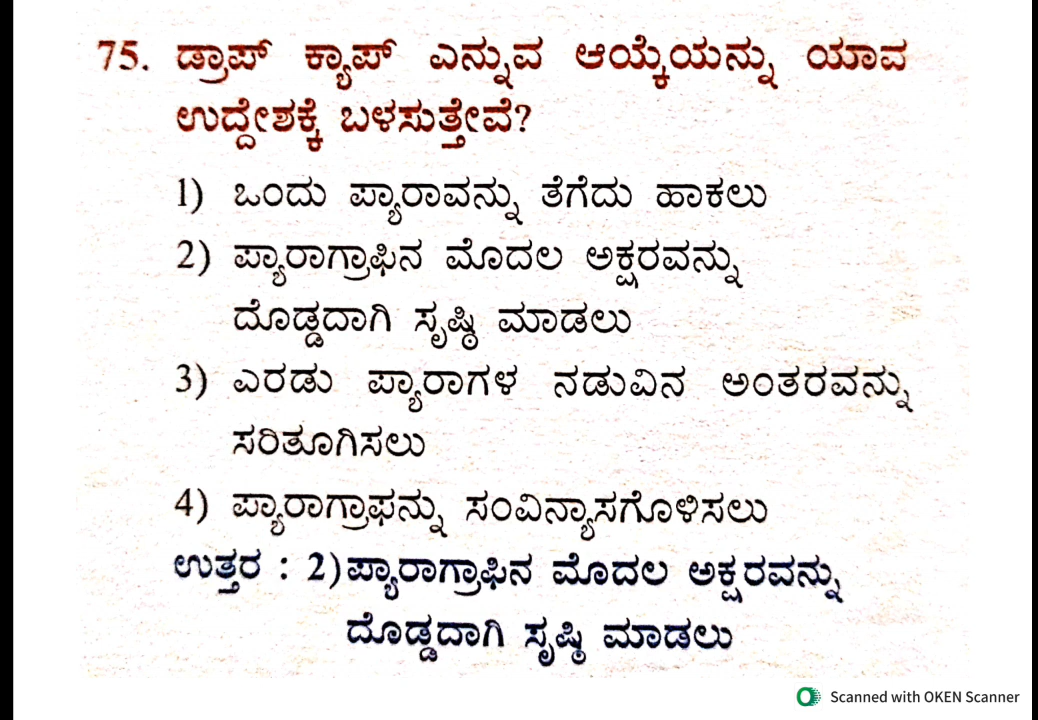 75. ಡ್ರಾಪ್ ಕ್ಯಾಪ್ ಎನ್ನುವ ಆಯ್ಕೆಯನ್ನು ಯಾವ
ಉದ್ದೇಶಕ್ಕೆ ಬಳಸುತ್ತೇವೆ?
1) ಒಂದು ಪ್ಯಾರಾವನ್ನು ತೆಗೆದು ಹಾಕಲು
2) ಪ್ಯಾರಾಗ್ರಾಫಿನ ಮೊದಲ ಅಕ್ಷರವನ್ನು
ದೊಡ್ಡದಾಗಿ ಸೃಷ್ಠಿ ಮಾಡಲು
3) ಎರಡು ಪ್ಯಾರಾಗಳ ನಡುವಿನ ಅಂತರವನ್ನು
ಸರಿತೂಗಿಸಲು
4) ಪ್ಯಾರಾಗ್ರಾಫನ್ನು ಸಂವಿನ್ಯಾಸಗೊಳಿಸಲು
ಉತ್ತರ : 2)ಪ್ಯಾರಾಗ್ರಾಫಿನ ಮೊದಲ ಅಕ್ಷರವನ್ನು
ದೊಡ್ಡದಾಗಿ ಸೃಷ್ಠಿ ಮಾಡಲು
Scanned with OKEN Scanner